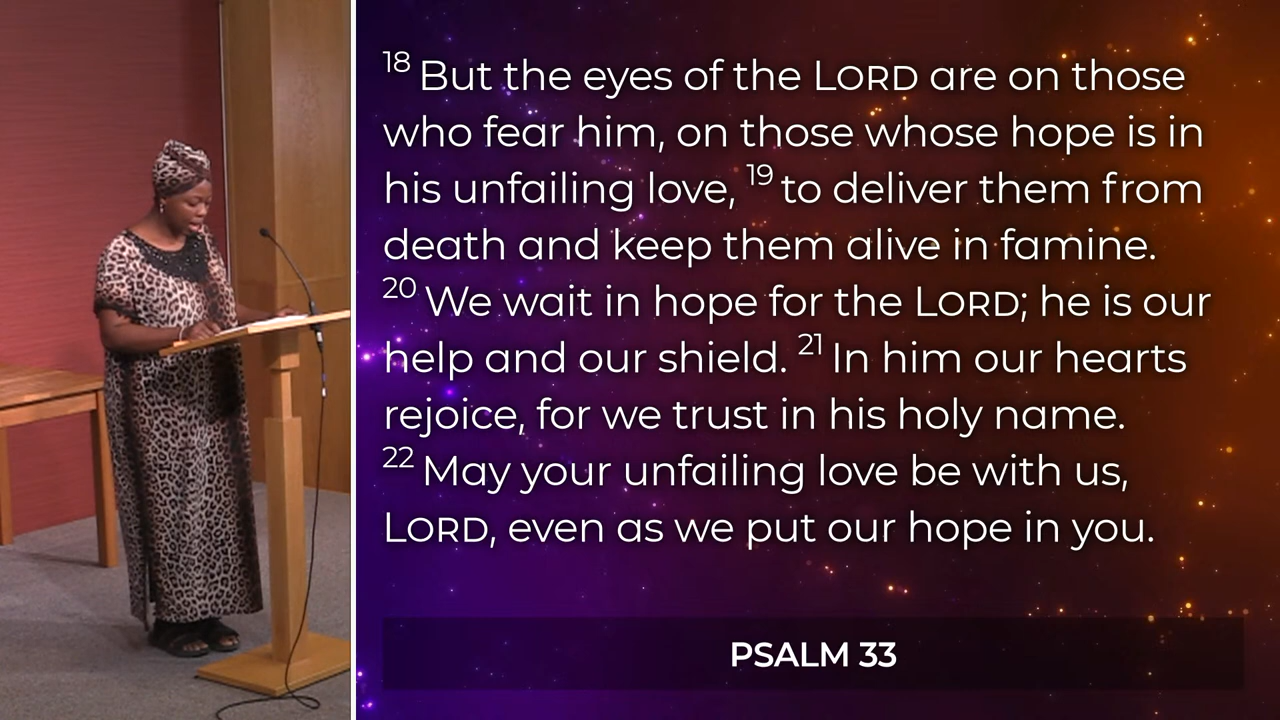 18 But the eyes of the LORD are on those
who fear him, on those whose hope is in
his unfailing love, 19 to deliver them from
death and keep them alive in famine.
20 We wait in hope for the LORD; he is our
help and our shield. 21 In him our hearts
rejoice, for we trust in his holy name.
22 May your unfailing love be with us,
LORD, even as we put our hope in you.
PSALM 33